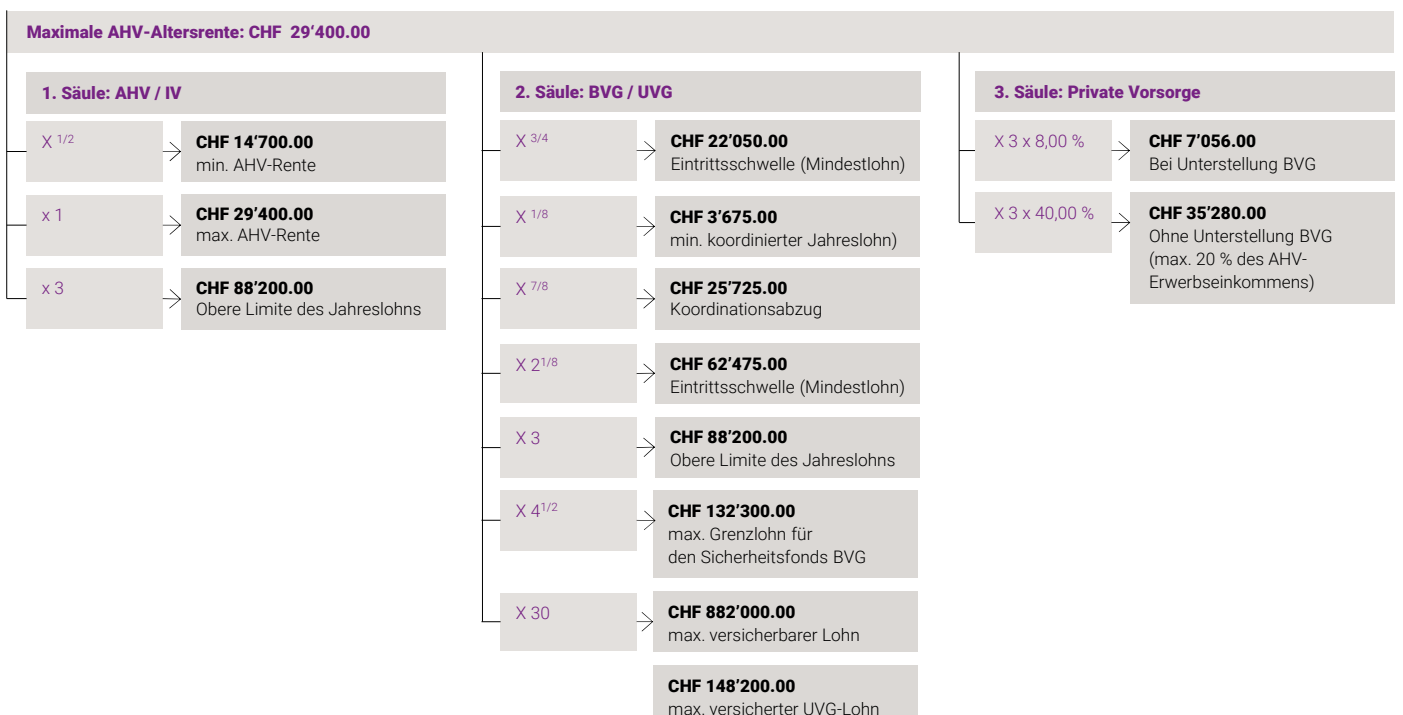 Maximale AHV-Altersrente: CHF 29'400.00
1. Säule: AHV / IV
X 1/2
CHF 14'700.00
min. AHV-Rente
x 1
CHF 29'400.00
max. AHV-Rente
x 3
CHF 88'200.00
Obere Limite des Jahreslohns
2. Säule: BVG / UVG
X 3/4
CHF 22'050.00
Eintrittsschwelle (Mindestlohn)
X 1/8
CHF 3'675.00
min. koordinierter Jahreslohn)
X 7/8
CHF 25'725.00
Koordinationsabzug
X 2 1/8
CHF 62'475.00
Eintrittsschwelle (Mindestlohn)
X 3
CHF 88'200.00
Obere Limite des Jahreslohns
X 4 1/2
CHF 132'300.00
max. Grenzlohn für
den Sicherheitsfonds BVG
X 30
CHF 882'000.00
max. versicherbarer Lohn
CHF 148'200.00
max. versicherter UVG-Lohn
3. Säule: Private Vorsorge
X 3 x 8,00 %
CHF 7'056.00
Bei Unterstellung BVG
X 3 x 40,00 %
CHF 35'280.00
Ohne Unterstellung BVG
(max. 20 % des AHV-
Erwerbseinkommens)